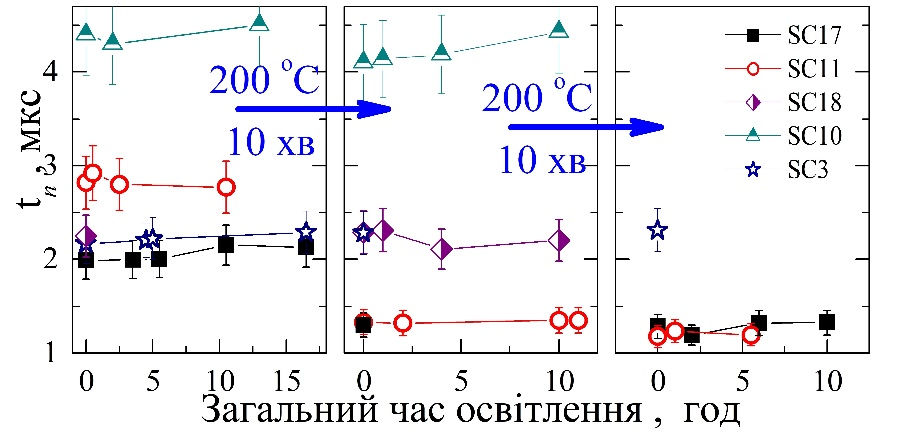 4
3
2
1
t n , мкс
200 °C
10 хв
200 °C
10 хв
SC17
SC11
SC18
SC10
SC3
0 5 10 15
0 5 10
0 5 10
Загальний час освітлення , год